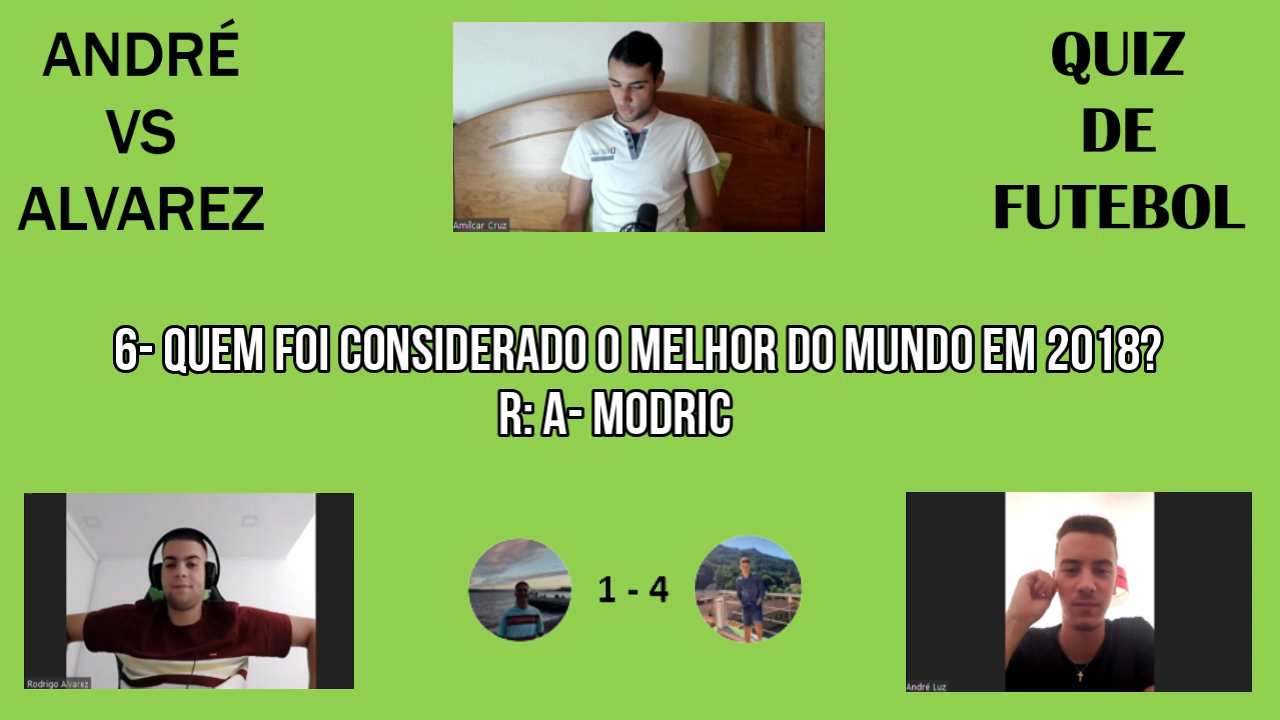 ANDRÉ
VS
ALVAREZ
QUIZ
DE
FUTEBOL
Amilcar Cruz
6- QUEM FOI CONSIDERADO O MELHOR DO MUNDO EM 2018?
R: A- MODRIC
1 - 4
Rodrigo Alvarez
André Luz